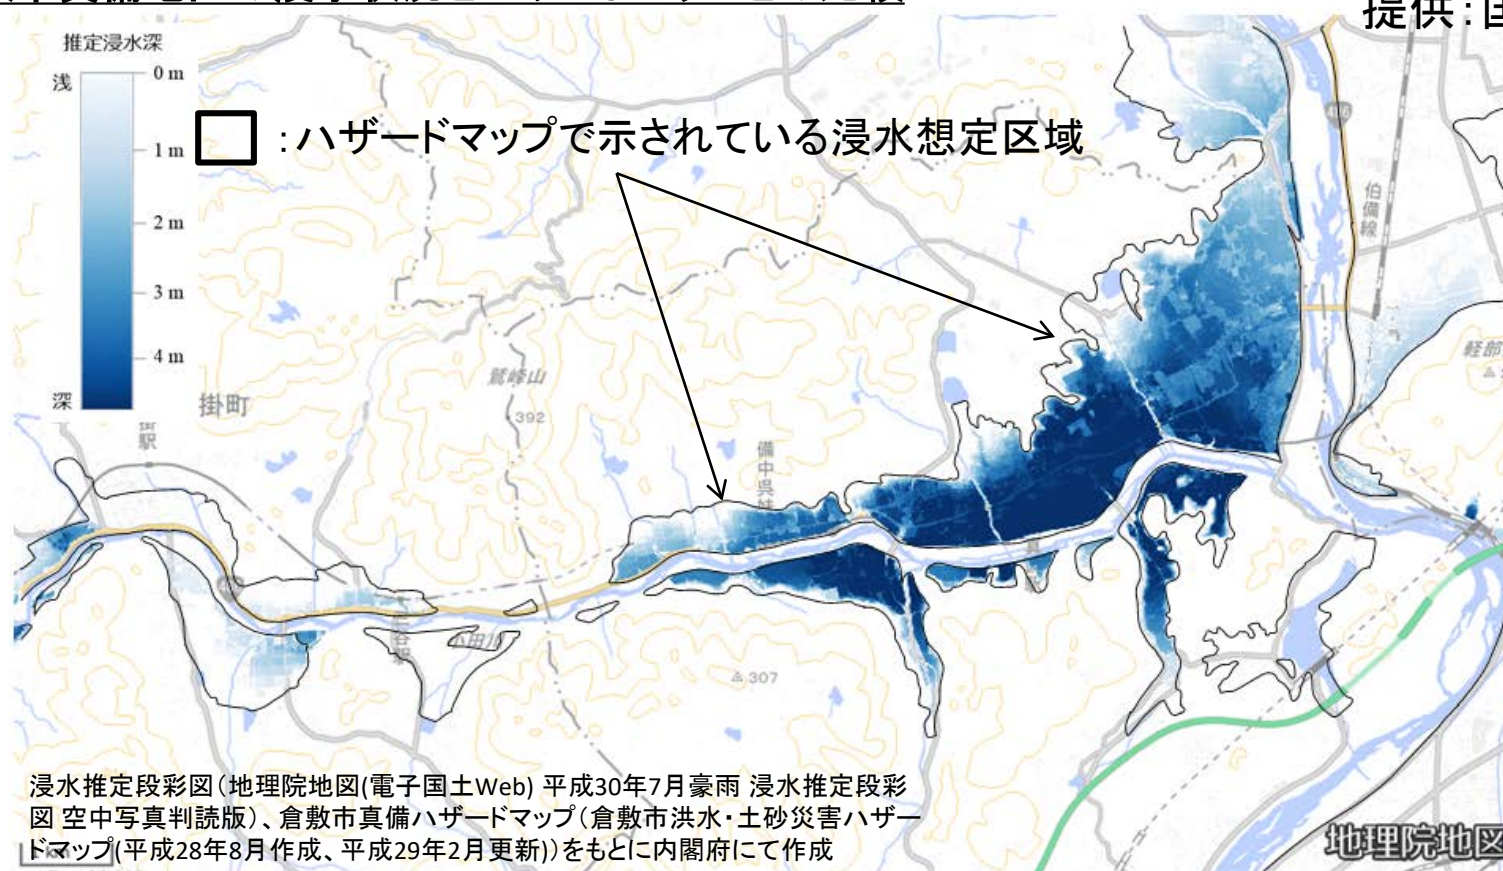 提供:国
推定浸水深
浅
0 m
1 m
2 m
3 m
4 m
深
:ハザードマップで示されている浸水想定区域
伯備線
軽部
鷲峰山
392
掛町
備中呉妹
小田川
307
浸水推定段彩図(地理院地図(電子国土Web) 平成30年7月豪雨 浸水推定段彩
図 空中写真判読版)、倉敷市真備ハザードマップ(倉敷市洪水・土砂災害ハザー
ドマップ(平成28年8月作成、平成29年2月更新))をもとに内閣府にて作成
地理院地図